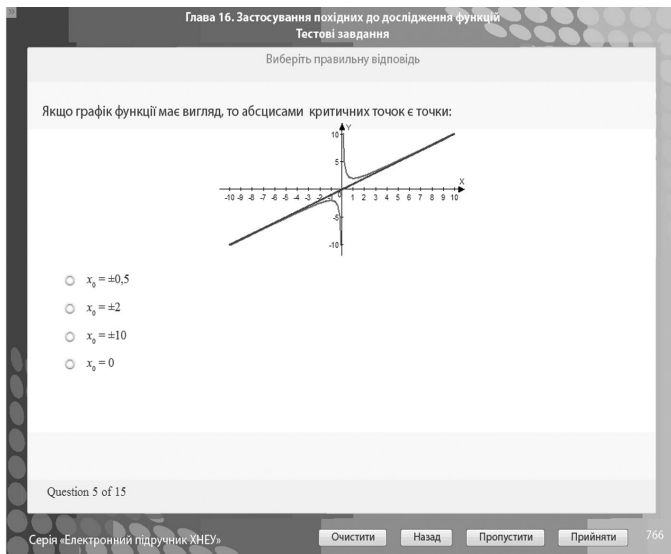 Глава 16. Застосування похідних до дослідження функцій
Тестові завдання
Виберіть правильну відповідь
Якщо графік функції має вигляд, то абсцисами критичних точок є точки:
Y
10
5
X
-10 -9 -8 -7 -6 -5 -4 -3 -2 -1 0 1 2 3 4 5 6 7 8 9 10
-5
-10
x₀ = ±0,5
x₀ = ±2
x₀ = ±10
x₀ = 0
Question 5 of 15
Серія «Електронний підручник ХНЕУ»
Очистити Назад Пропустити Прийняти 766